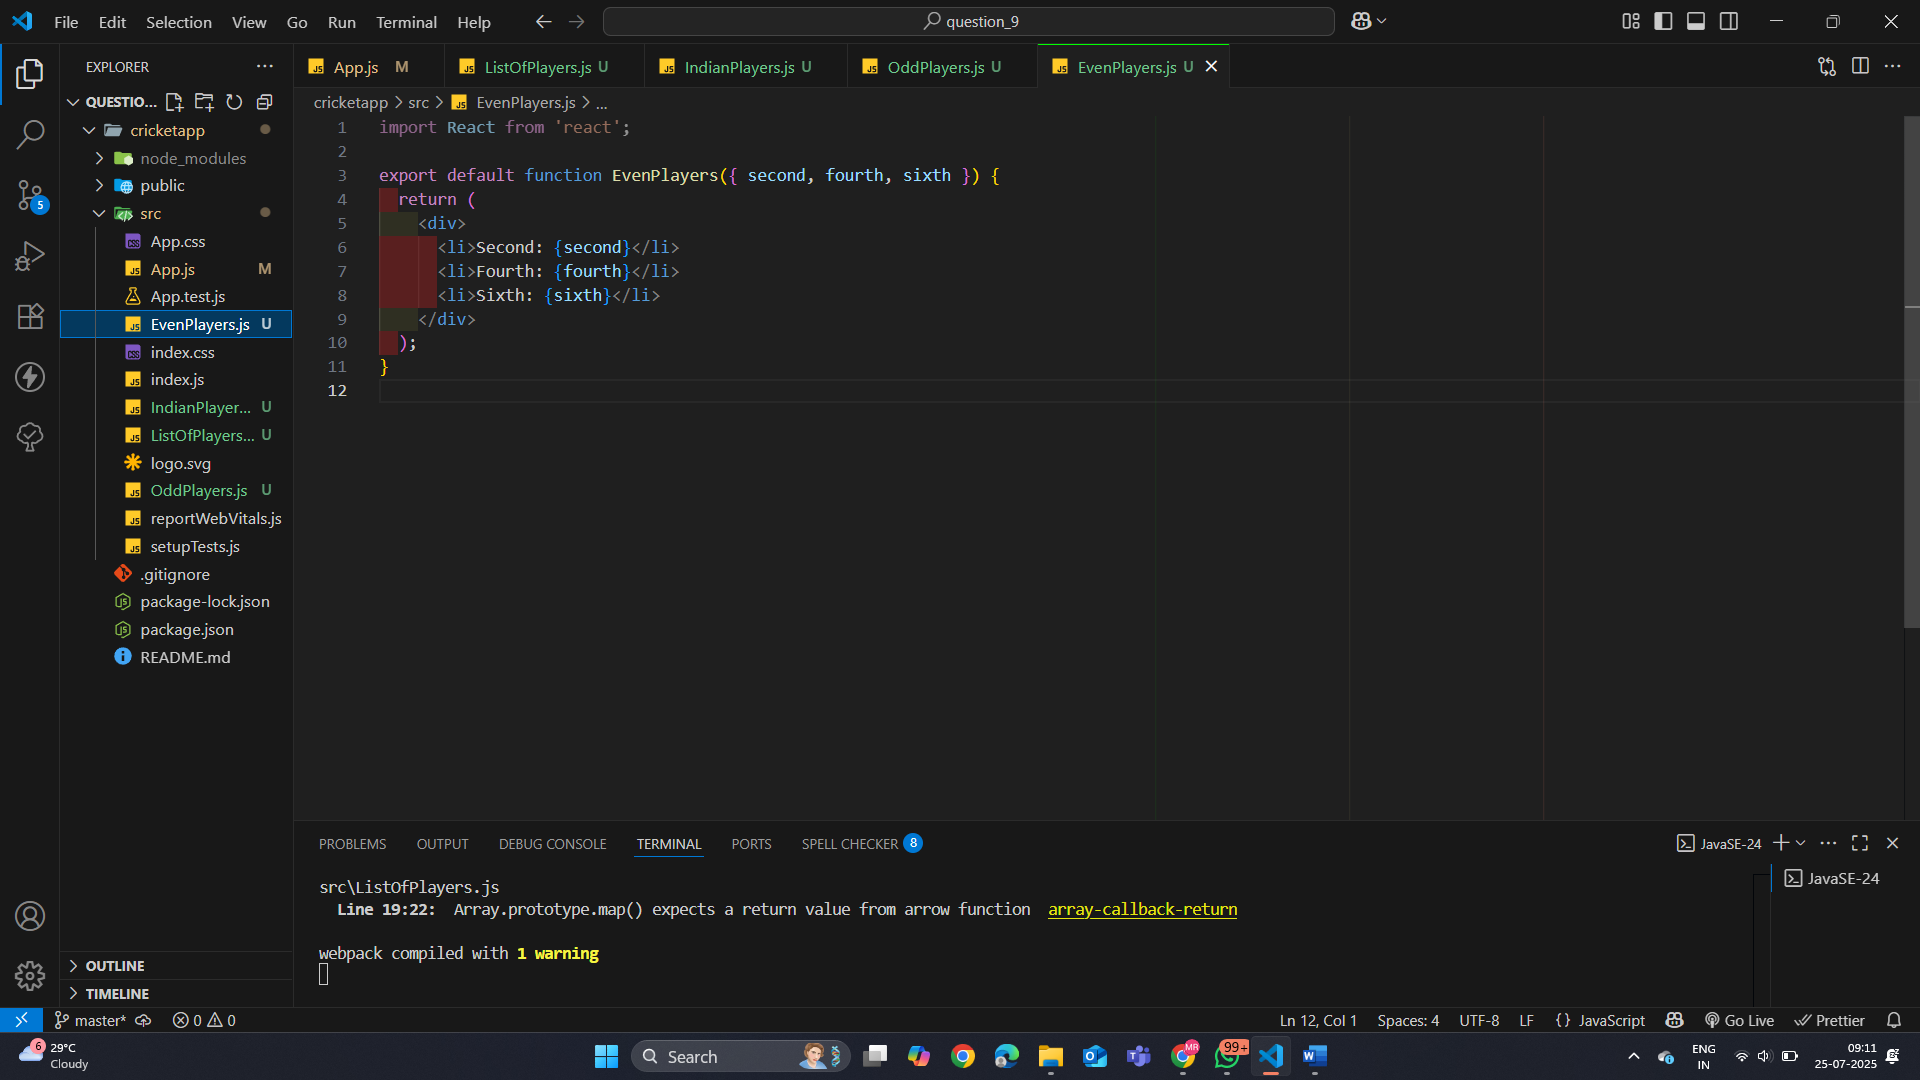 File Edit Selection View Go Run Terminal Help
question_9
EXPLORER
QUESTIO...
cricketapp
node_modules
public
src
App.css
App.js M
App.test.js
EvenPlayers.js U
index.css
index.js
IndianPlayer... U
ListOfPlayers... U
logo.svg
OddPlayers.js U
reportWebVitals.js
setupTests.js
.gitignore
package-lock.json
package.json
README.md
OUTLINE
TIMELINE
5
App.js M
ListOfPlayers.js U
IndianPlayers.js U
OddPlayers.js U
EvenPlayers.js U
cricketapp > src > EvenPlayers.js > ...
1 import React from 'react';
2
3 export default function EvenPlayers({ second, fourth, sixth }) {
4 return (
5 <div>
6 <li>Second: {second}</li>
7 <li>Fourth: {fourth}</li>
8 <li>Sixth: {sixth}</li>
9 </div>
10 );
11 }
12
PROBLEMS OUTPUT DEBUG CONSOLE TERMINAL PORTS SPELL CHECKER 8
JavaSE-24
JavaSE-24
src\ListOfPlayers.js
Line 19:22: Array.prototype.map() expects a return value from arrow function array-callback-return
webpack compiled with 1 warning
master* 0 0
Ln 12, Col 1 Spaces: 4 UTF-8 LF {} JavaScript Go Live Prettier
6
29°C
Cloudy
Search
MR
99+
ENG
IN
09:11
25-07-2025